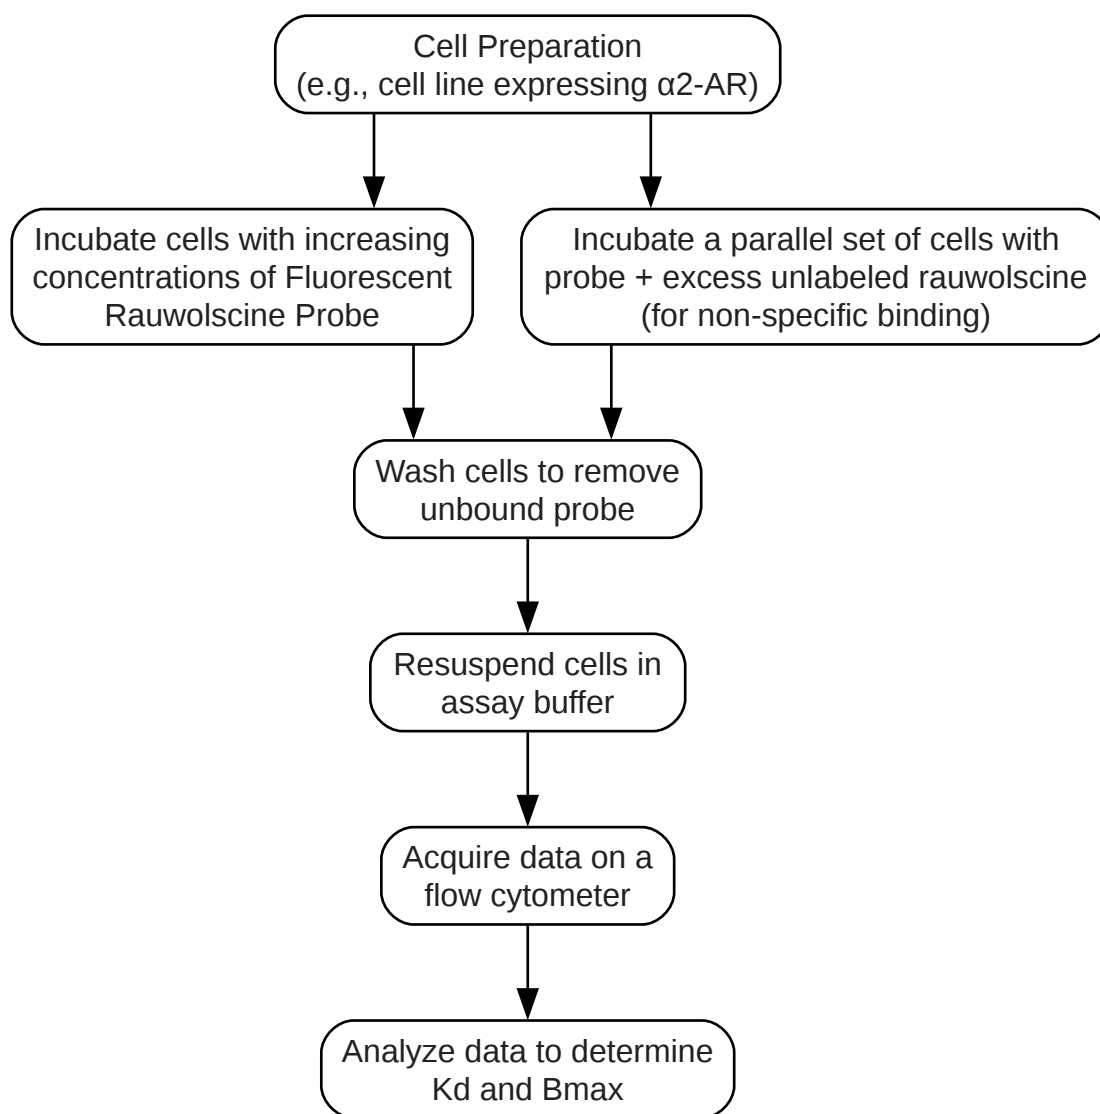 Cell Preparation
(e.g., cell line expressing α2-AR)
Incubate cells with increasing
concentrations of Fluorescent
Rauwolscine Probe
Incubate a parallel set of cells with
probe + excess unlabeled rauwolscine
(for non-specific binding)
Wash cells to remove
unbound probe
Resuspend cells in
assay buffer
Acquire data on a
flow cytometer
Analyze data to determine
Kd and Bmax